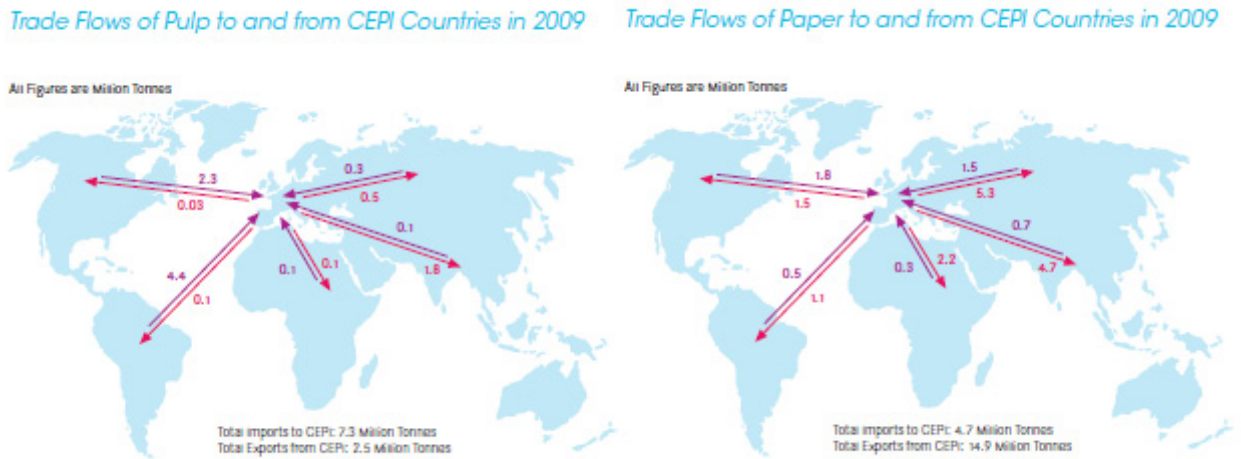 Trade Flows of Pulp to and from CEPI Countries in 2009
All Figures are Million Tonnes
2.3
0.03
0.3
0.5
0.1
1.8
0.1
0.1
4.4
0.1
Total Imports to CEPI: 7.3 Million Tonnes
Total Exports from CEPI: 2.5 Million Tonnes
Trade Flows of Paper to and from CEPI Countries in 2009
All Figures are Million Tonnes
1.8
1.5
1.5
5.3
0.7
4.7
0.3
2.2
0.5
1.1
Total Imports to CEPI: 4.7 Million Tonnes
Total Exports from CEPI: 14.9 Million Tonnes